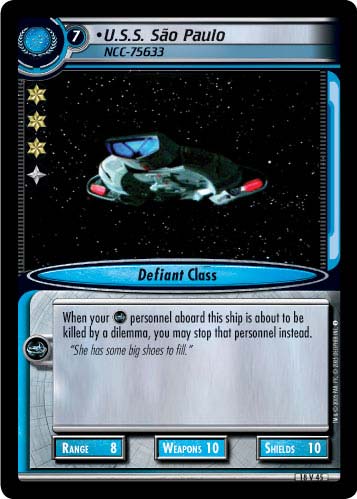 7
•U.S.S. São Paulo
NCC-75633
Defiant Class
When your personnel aboard this ship is about to be
killed by a dilemma, you may stop that personnel instead.
"She has some big shoes to fill."
RANGE 8
WEAPONS 10
SHIELDS 10
18 V 45